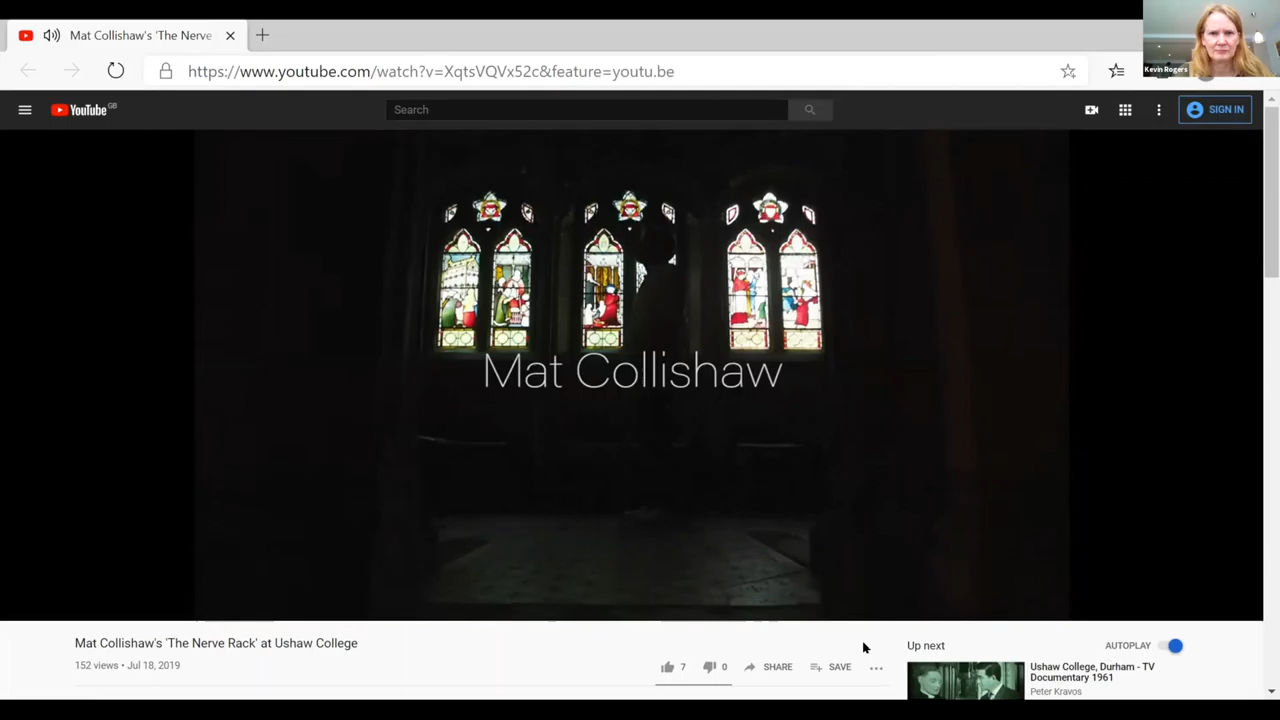 Mat Collishaw's 'The Nerve
https://www.youtube.com/watch?v=XqtsVQVx52c&feature=youtu.be
Kevin Rogers
YouTube GB
Search
SIGN IN
Mat Collishaw
Mat Collishaw's 'The Nerve Rack' at Ushaw College
152 views • Jul 18, 2019
7
0
SHARE
SAVE
Up next
AUTOPLAY
Ushaw College, Durham - TV
Documentary 1961
Peter Kravos